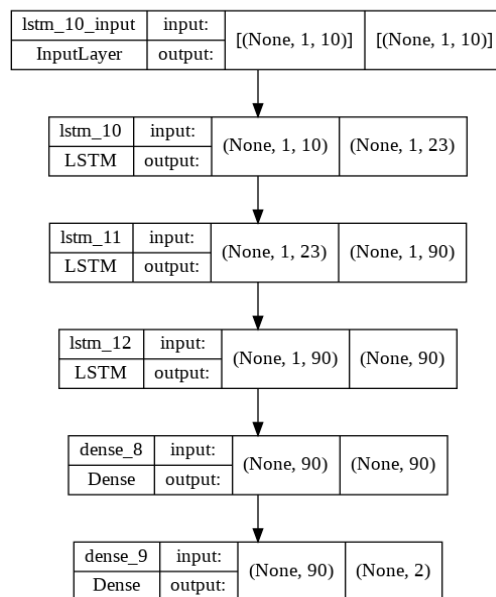 lstm_10_input input: [(None, 1, 10)] [(None, 1, 10)]
InputLayer output:
lstm_10 input: (None, 1, 10) (None, 1, 23)
LSTM output:
lstm_11 input: (None, 1, 23) (None, 1, 90)
LSTM output:
lstm_12 input: (None, 1, 90) (None, 90)
LSTM output:
dense_8 input: (None, 90) (None, 90)
Dense output:
dense_9 input: (None, 90) (None, 2)
Dense output: